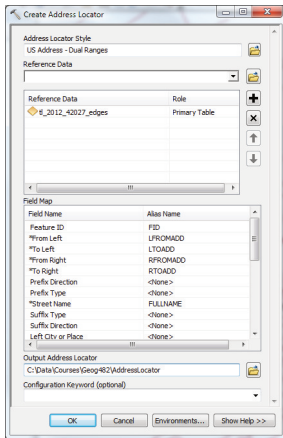 Create Address Locator
Address Locator Style
US Address - Dual Ranges
Reference Data
Reference Data Role
tl_2012_42027_edges Primary Table
Field Map
Field Name Alias Name
Feature ID FID
*From Left LFROMADD
*To Left LTOADD
*From Right RFROMADD
*To Right RTOADD
Prefix Direction <None>
Prefix Type <None>
*Street Name FULLNAME
Suffix Type <None>
Suffix Direction <None>
Left City or Place <None>
Output Address Locator
C:\Data\Courses\Geog482\AddressLocator
Configuration Keyword (optional)
OK Cancel Environments... Show Help >>